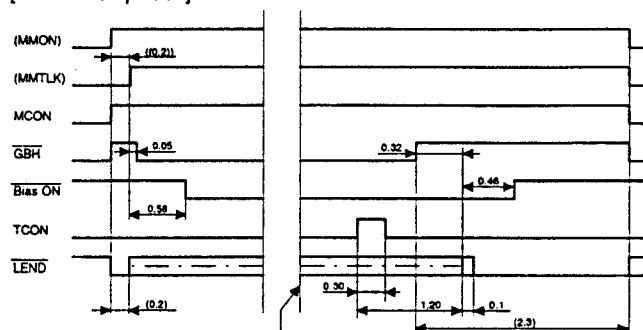 (MMON)
((0.2))
(MMTLK)
MCON
GBH
0.05
0.32
Bias ON
0.46
0.58
TCON
LEND
0.30
(0.2)
1.20
0.1
(2.3)